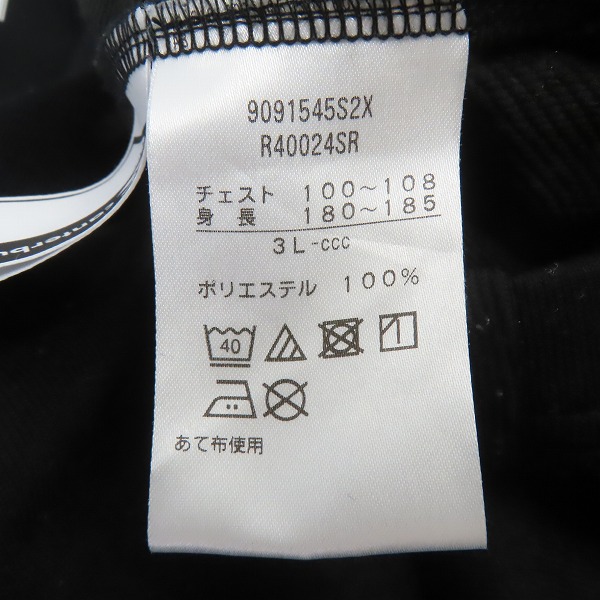 9091545S2X
R40024SR
チェスト 100～108
身長 180～185
3L-ccc
ポリエステル 100%
40
あて布使用